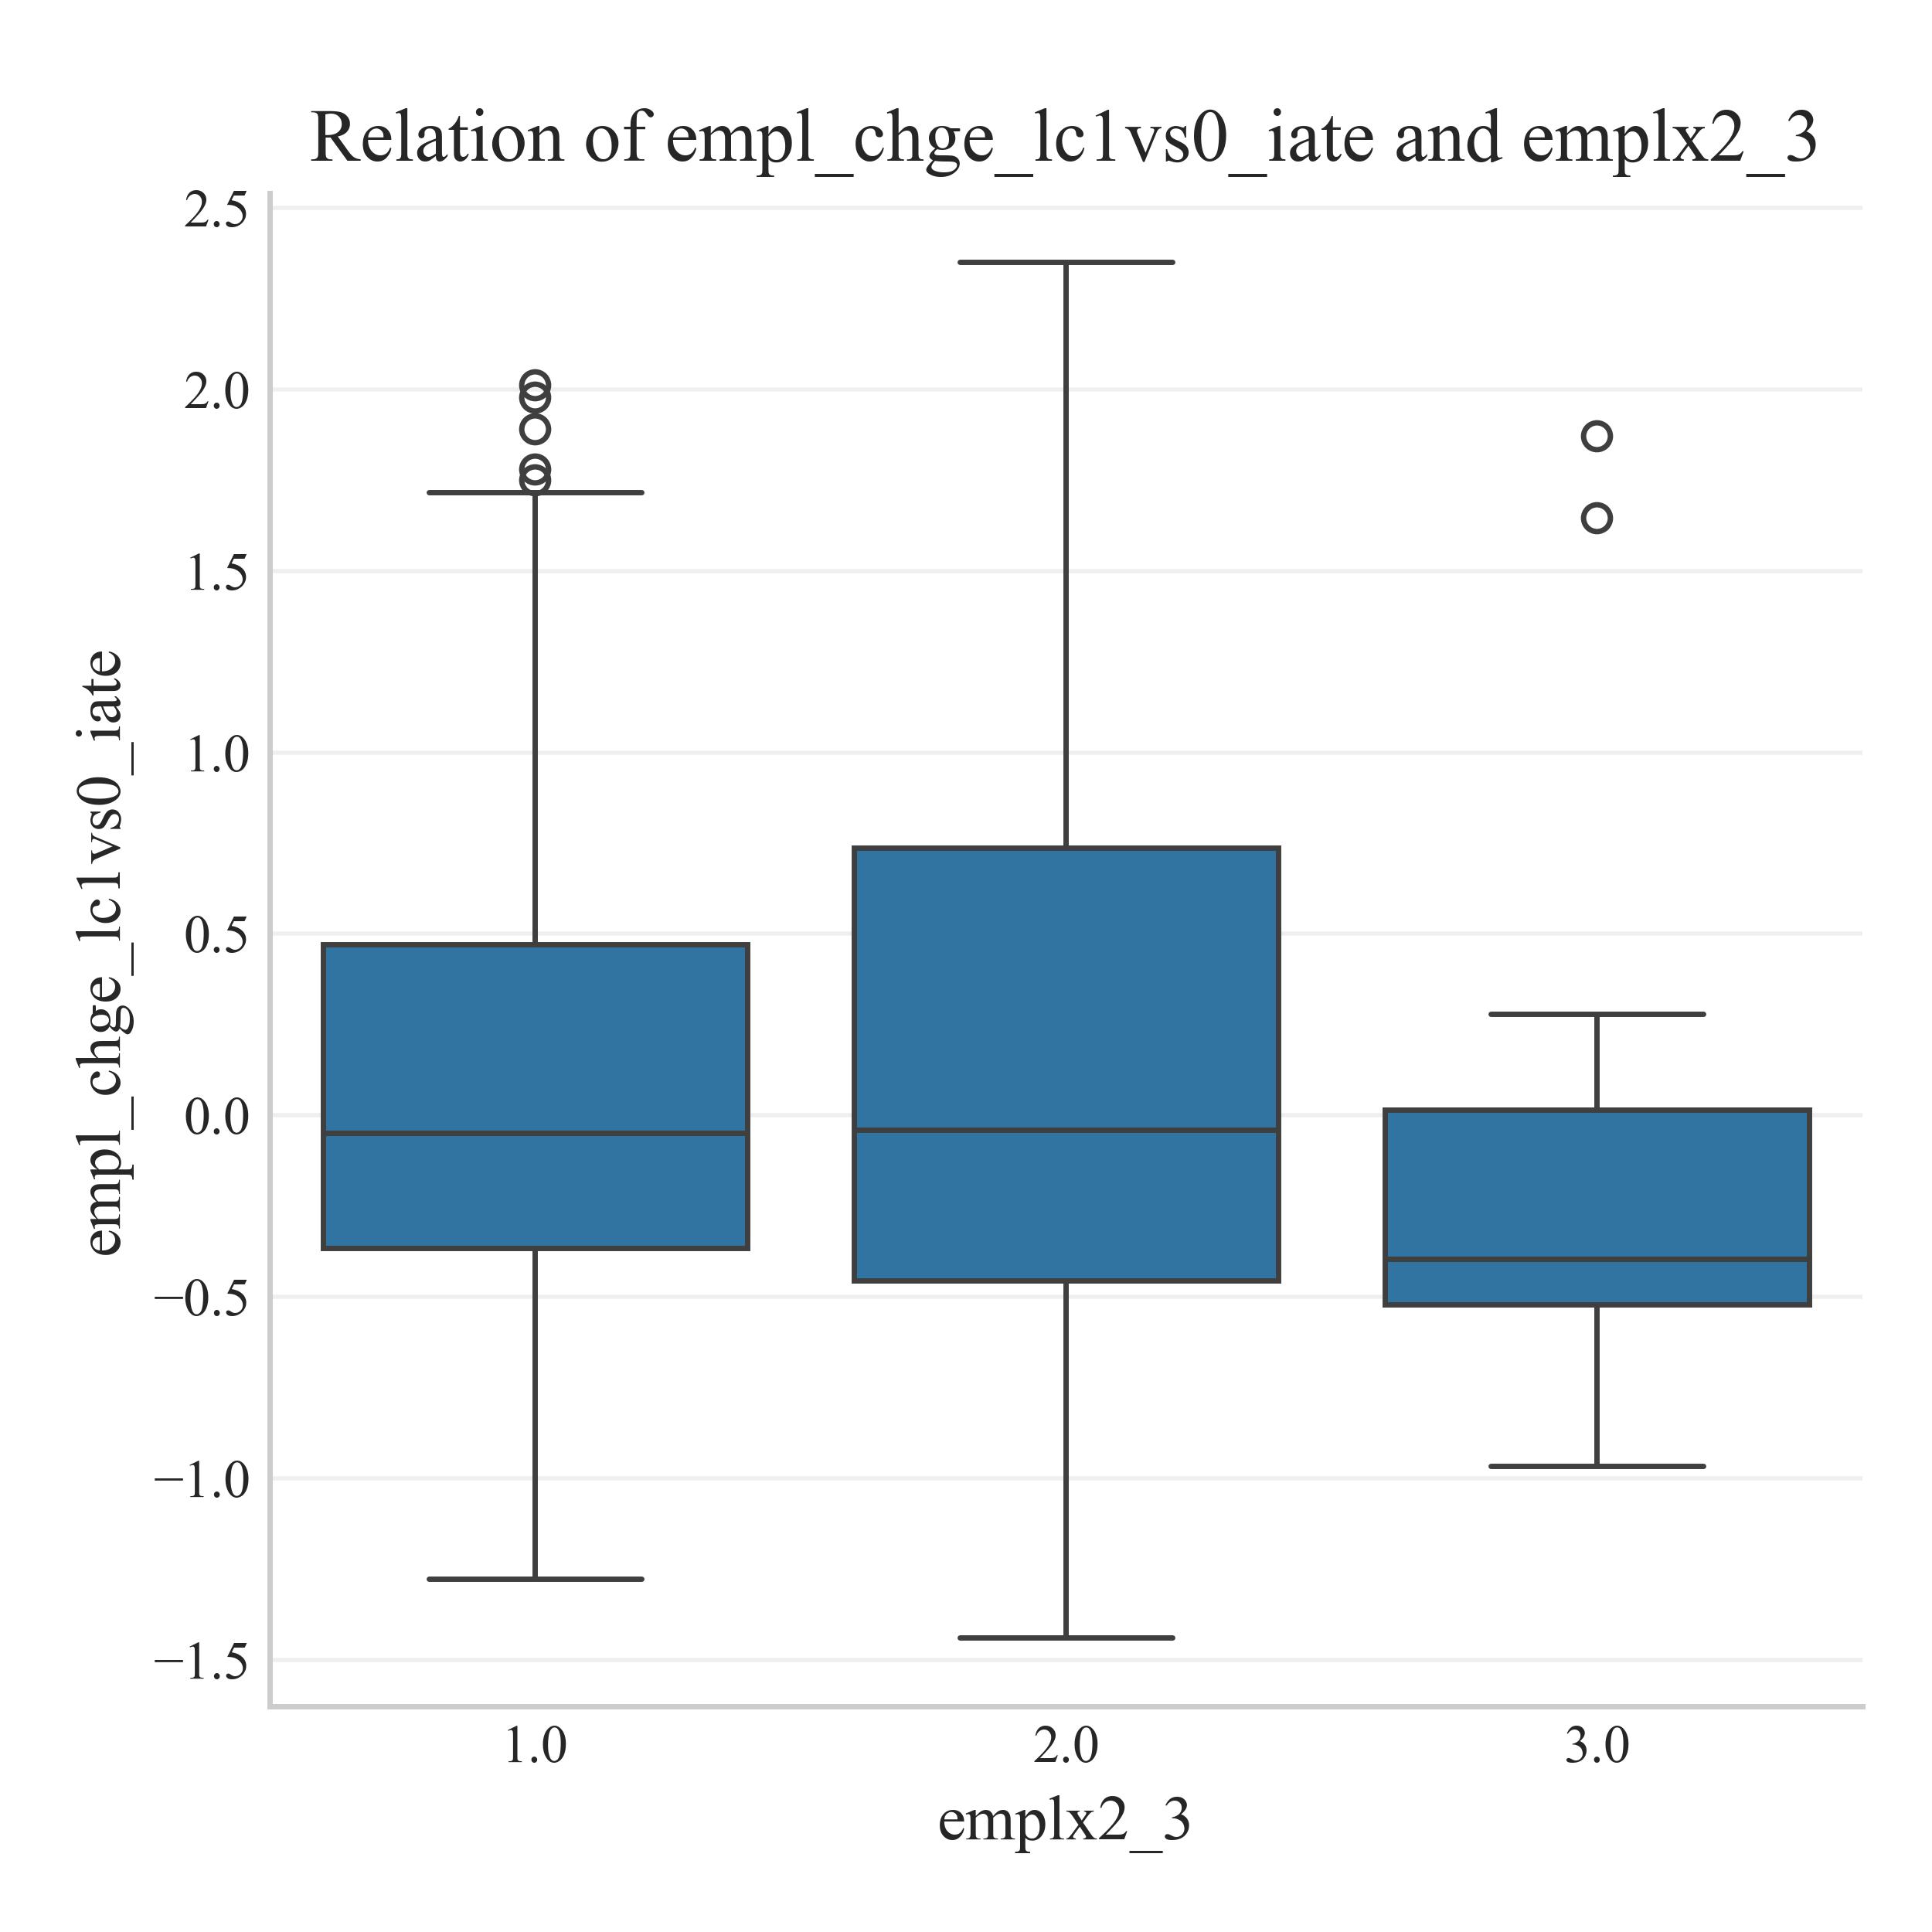 Relation of empl_chge_lc1vs0_iate and emplx2_3
2.5
2.0
1.5
1.0
0.5
0.0
−0.5
−1.0
−1.5
empl_chge_lc1vs0_iate
1.0 2.0 3.0
emplx2_3